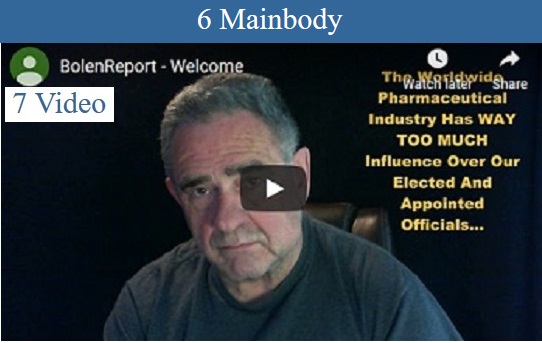 6 Mainbody
BolenReport - Welcome
Watch later
Share
7 Video
The Worldwide
Pharmaceutical
Industry Has WAY
TOO MUCH
Influence Over Our
Elected And
Appointed
Officials...